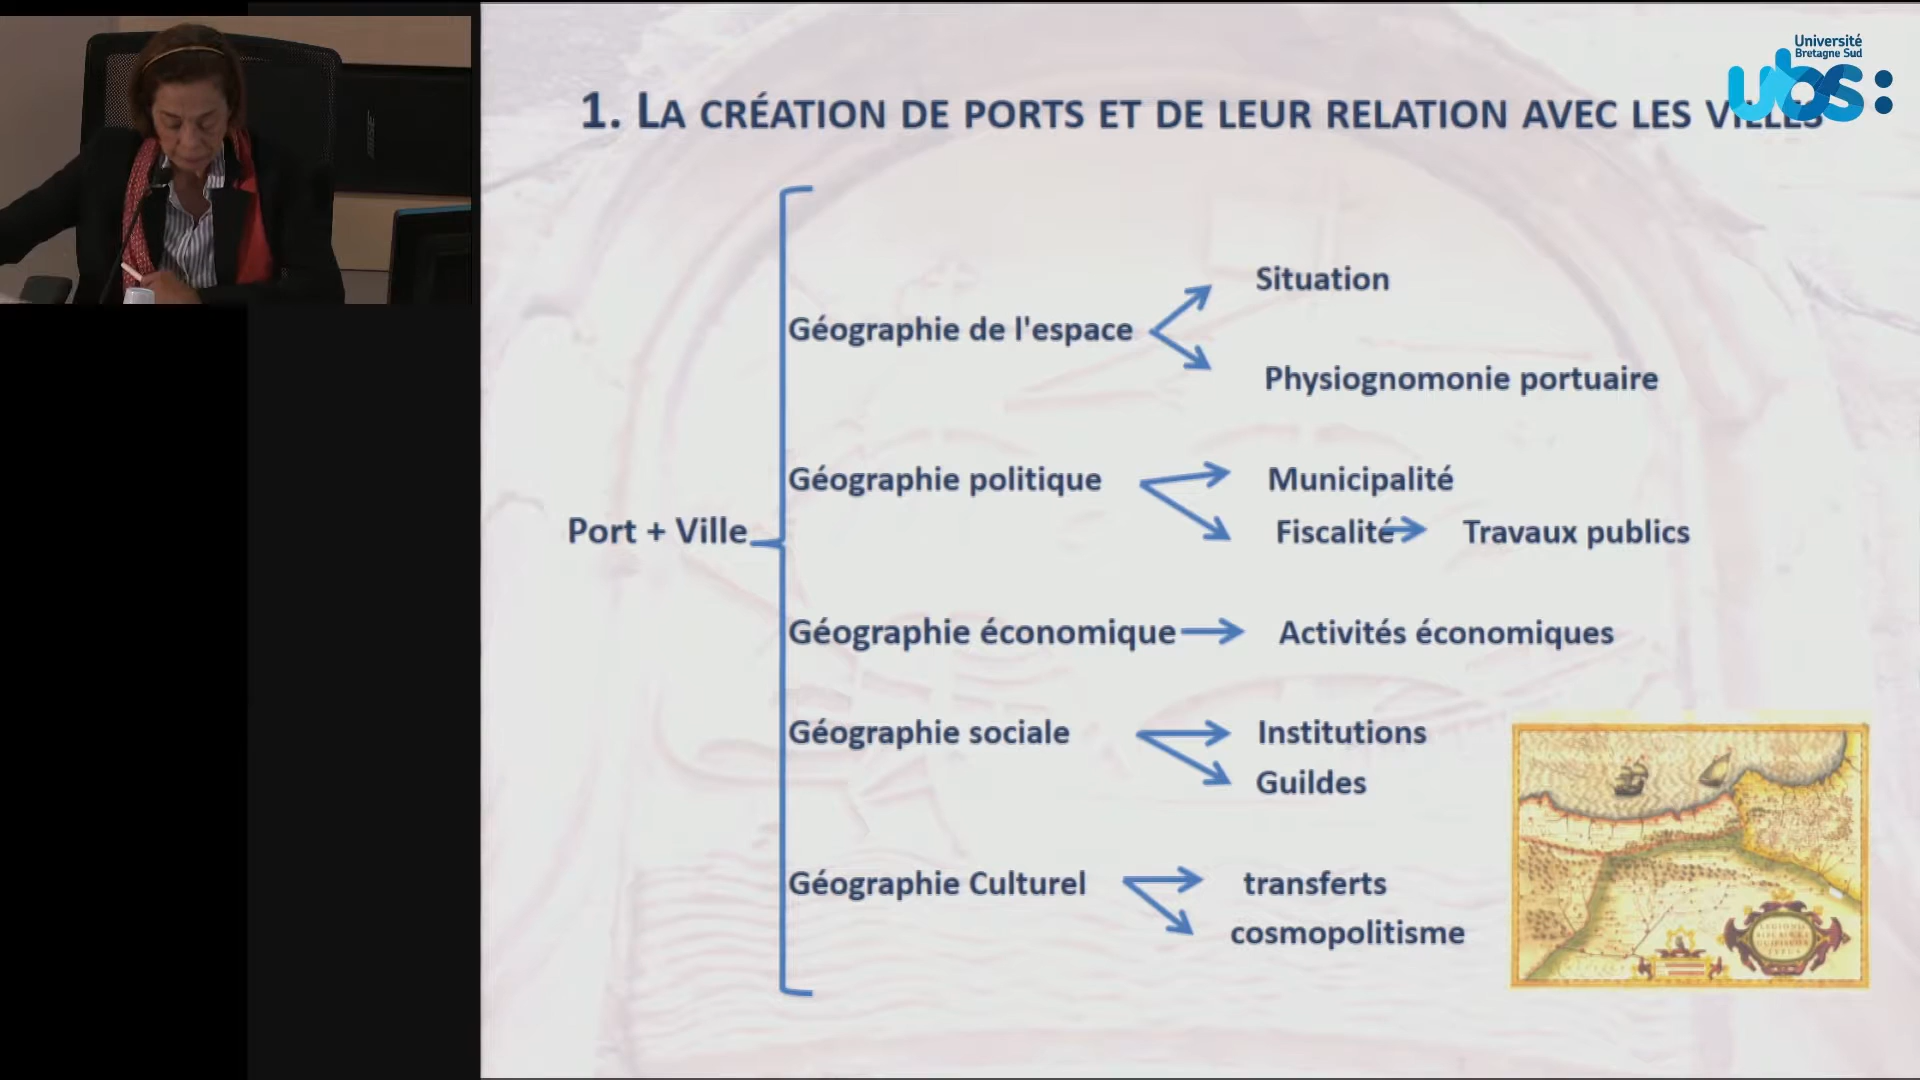 Université
Bretagne Sud
ubs:
1. LA CRÉATION DE PORTS ET DE LEUR RELATION AVEC LES VILLES
Situation
Géographie de l'espace
Physiognomonie portuaire
Géographie politique
Municipalité
Port + Ville
Fiscalité
Travaux publics
Géographie économique
Activités économiques
Géographie sociale
Institutions
Guildes
Géographie Culturel
transferts
cosmopolitisme